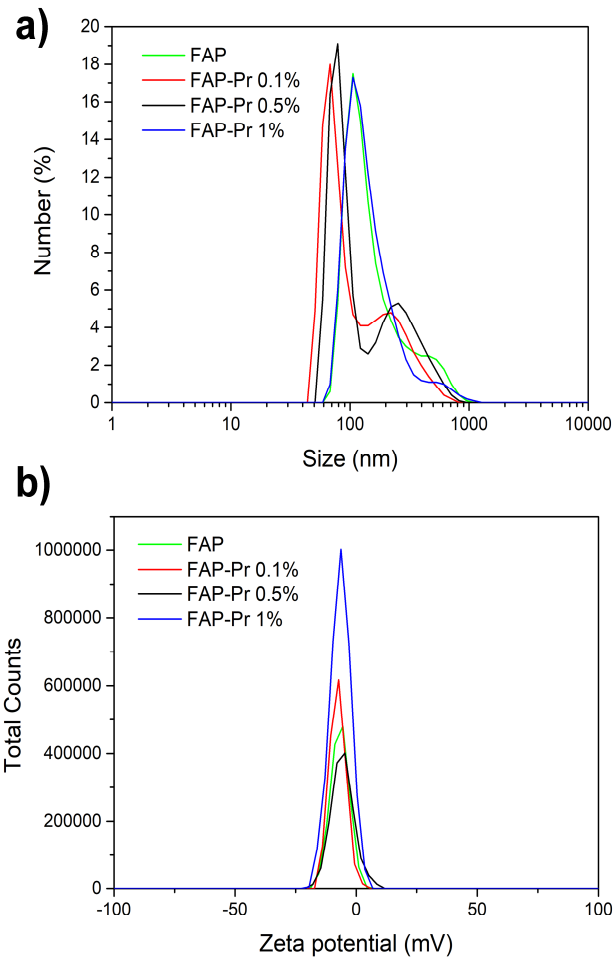 a)
20
18
16
14
12
10
8
6
4
2
0
Number (%)
FAP
FAP-Pr 0.1%
FAP-Pr 0.5%
FAP-Pr 1%
1 10 100 1000 10000
Size (nm)
b)
1000000
800000
600000
400000
200000
0
Total Counts
FAP
FAP-Pr 0.1%
FAP-Pr 0.5%
FAP-Pr 1%
-100 -50 0 50 100
Zeta potential (mV)